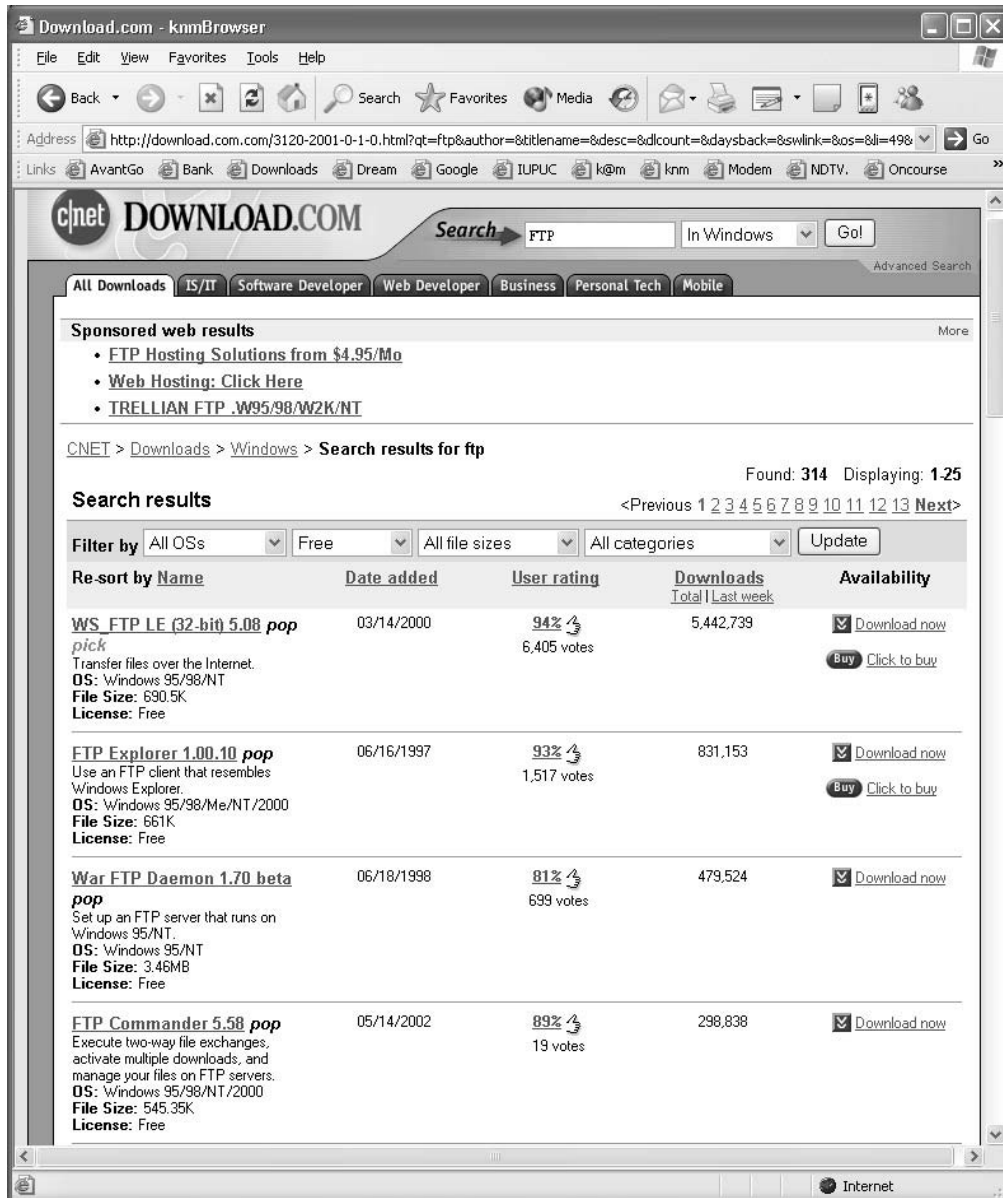 Download.com - knmBrowser
File Edit View Favorites Tools Help
Back Search Favorites Media
Address http://download.com.com/3120-2001-0-1-0.html?qt=ftp&author=&titlename=&desc=&dlcount=&daysback=&swlink=&os=&li=49& Go
Links AvantGo Bank Downloads Dream Google IUPUC k@m knm Modem NDTV. Oncourse »
c|net DOWNLOAD.COM Search FTP In Windows Go!
Advanced Search
All Downloads IS/IT Software Developer Web Developer Business Personal Tech Mobile
Sponsored web results More
• FTP Hosting Solutions from $4.95/Mo
• Web Hosting: Click Here
• TRELLIAN FTP .W95/98/W2K/NT
CNET > Downloads > Windows > Search results for ftp
Found: 314 Displaying: 1-25
Search results <Previous 1 2 3 4 5 6 7 8 9 10 11 12 13 Next>
Filter by All OSs Free All file sizes All categories Update
Re-sort by Name Date added User rating Downloads Availability
Total | Last week
WS_FTP LE (32-bit) 5.08 pop 03/14/2000 94% 5,442,739 Download now
pick 6,405 votes
Transfer files over the Internet. Buy Click to buy
OS: Windows 95/98/NT
File Size: 690.5K
License: Free
FTP Explorer 1.00.10 pop 06/16/1997 93% 831,153 Download now
Use an FTP client that resembles 1,517 votes
Windows Explorer. Buy Click to buy
OS: Windows 95/98/Me/NT/2000
File Size: 661K
License: Free
War FTP Daemon 1.70 beta 06/18/1998 81% 479,524 Download now
pop 699 votes
Set up an FTP server that runs on
Windows 95/NT.
OS: Windows 95/NT
File Size: 3.46MB
License: Free
FTP Commander 5.58 pop 05/14/2002 89% 298,838 Download now
Execute two-way file exchanges, 19 votes
activate multiple downloads, and
manage your files on FTP servers.
OS: Windows 95/98/NT/2000
File Size: 545.35K
License: Free
Internet